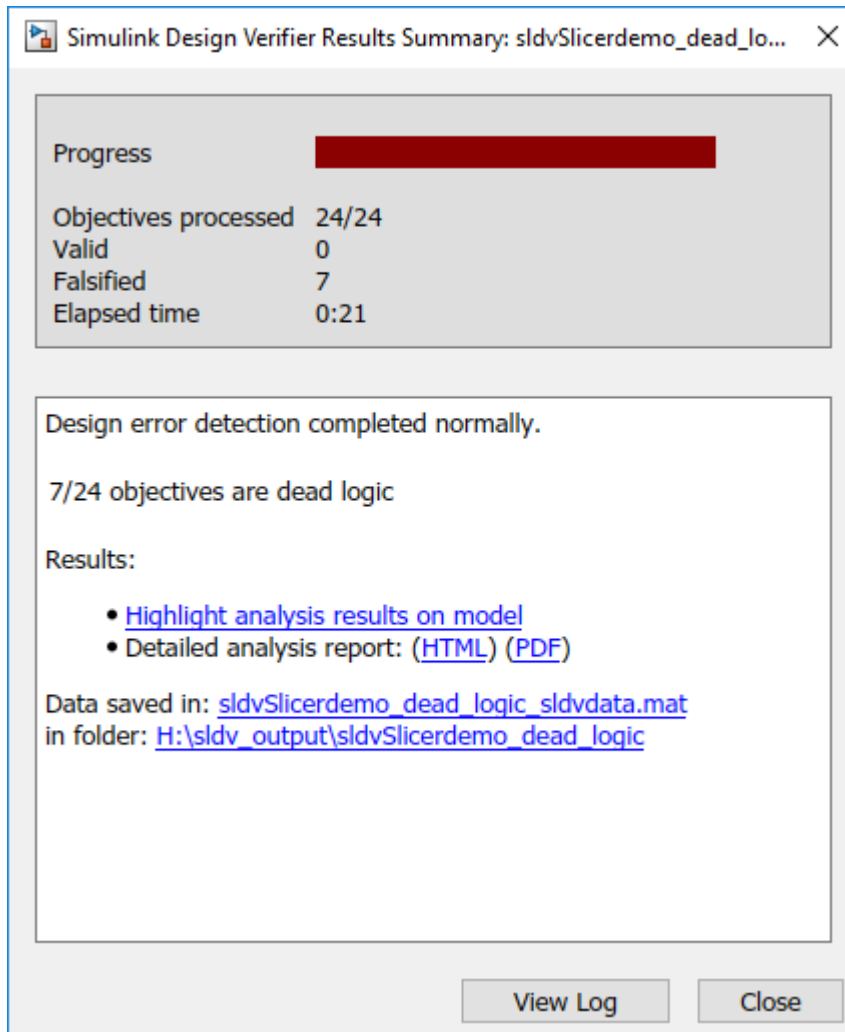 Simulink Design Verifier Results Summary: sldvSlicerdemo_dead_lo...
Progress
Objectives processed 24/24
Valid 0
Falsified 7
Elapsed time 0:21
Design error detection completed normally.
7/24 objectives are dead logic
Results:
• Highlight analysis results on model
• Detailed analysis report: (HTML) (PDF)
Data saved in: sldvSlicerdemo_dead_logic_sldvdata.mat
in folder: H:\sldv_output\sldvSlicerdemo_dead_logic
View Log Close